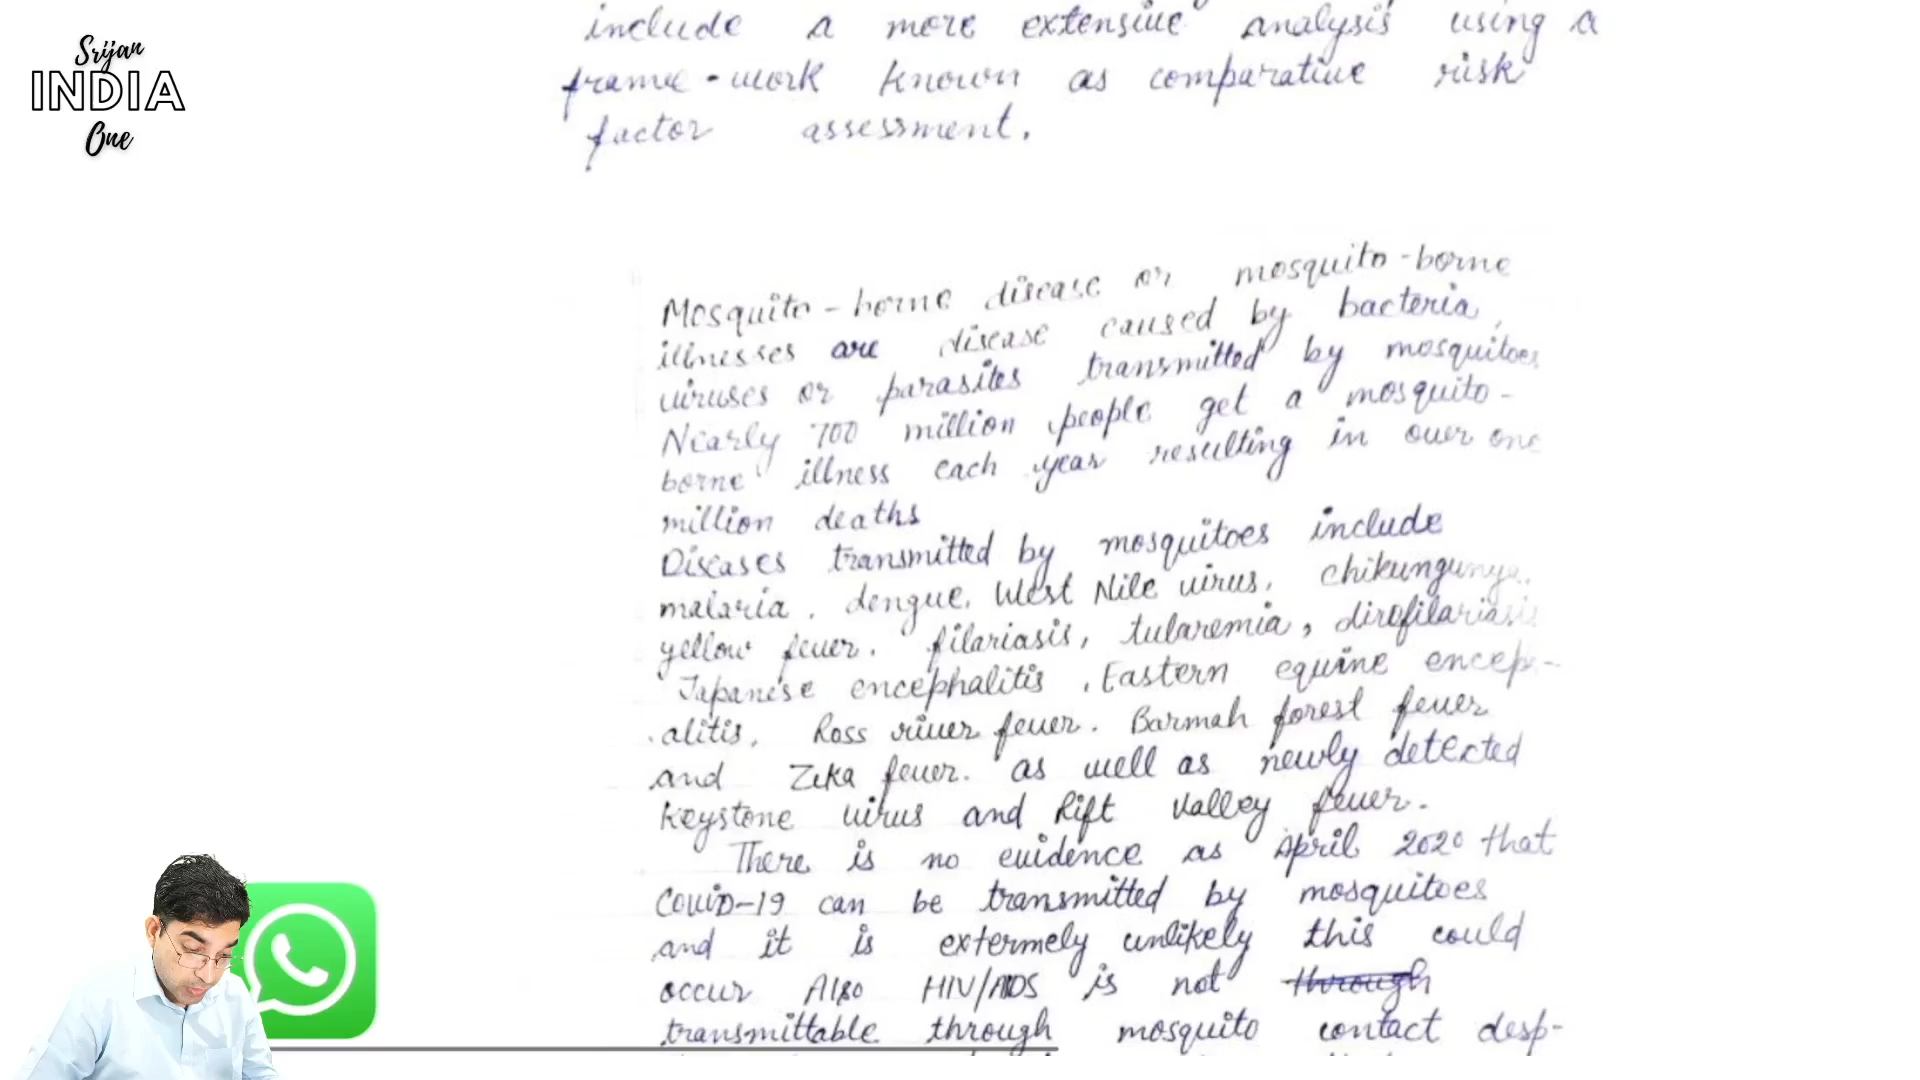 Srijan
INDIA
One
include a more extensive analysis using a
frame-work known as comparative risk
factor assessment.
Mosquito-borne disease or mosquito-borne
illnesses are disease caused by bacteria,
viruses or parasites transmitted by mosquitoes
Nearly 700 million people get a mosquito-
borne illness each year resulting in over one
million deaths
Diseases transmitted by mosquitoes include
malaria, dengue, West Nile virus, chikungunya,
yellow fever, filariasis, tularemia, dirofilariasis
Japanese encephalitis, Eastern equine encep-
alitis, Ross river fever, Barmah forest fever
and Zika fever. as well as newly detected
Keystone virus and Rift Valley fever.
There is no evidence as April 2020 that
COVID-19 can be transmitted by mosquitoes
and it is extermely unlikely this could
occur Also HIV/AIDS is not through
transmittable through mosquito contact desp-